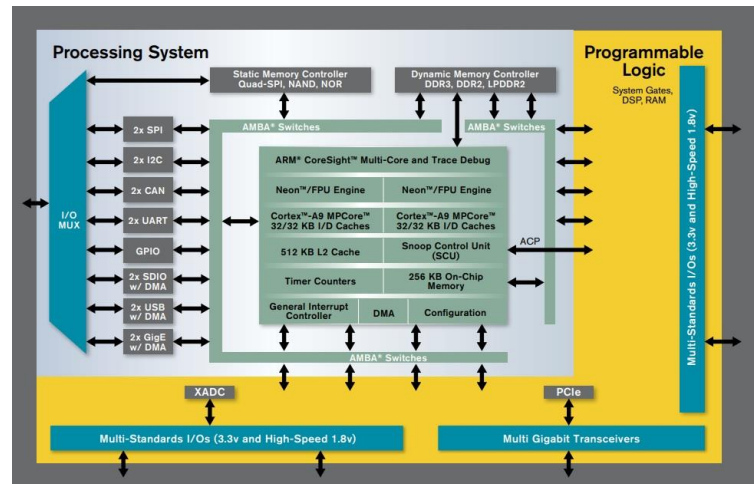 Processing System
Programmable
Logic
System Gates,
DSP, RAM
Static Memory Controller
Quad-SPI, NAND, NOR
Dynamic Memory Controller
DDR3, DDR2, LPDDR2
AMBA® Switches
AMBA® Switches
I/O
MUX
2x SPI
2x I2C
2x CAN
2x UART
GPIO
2x SDIO
w/ DMA
2x USB
w/ DMA
2x GigE
w/ DMA
ARM® CoreSight™ Multi-Core and Trace Debug
Neon™/FPU Engine
Neon™/FPU Engine
Cortex™-A9 MPCore™
32/32 KB I/D Caches
Cortex™-A9 MPCore™
32/32 KB I/D Caches
512 KB L2 Cache
Snoop Control Unit
(SCU)
Timer Counters
256 KB On-Chip
Memory
General Interrupt
Controller
DMA
Configuration
ACP
AMBA® Switches
Multi-Standards I/Os (3.3v and High-Speed 1.8v)
XADC
PCIe
Multi-Standards I/Os (3.3v and High-Speed 1.8v)
Multi Gigabit Transceivers